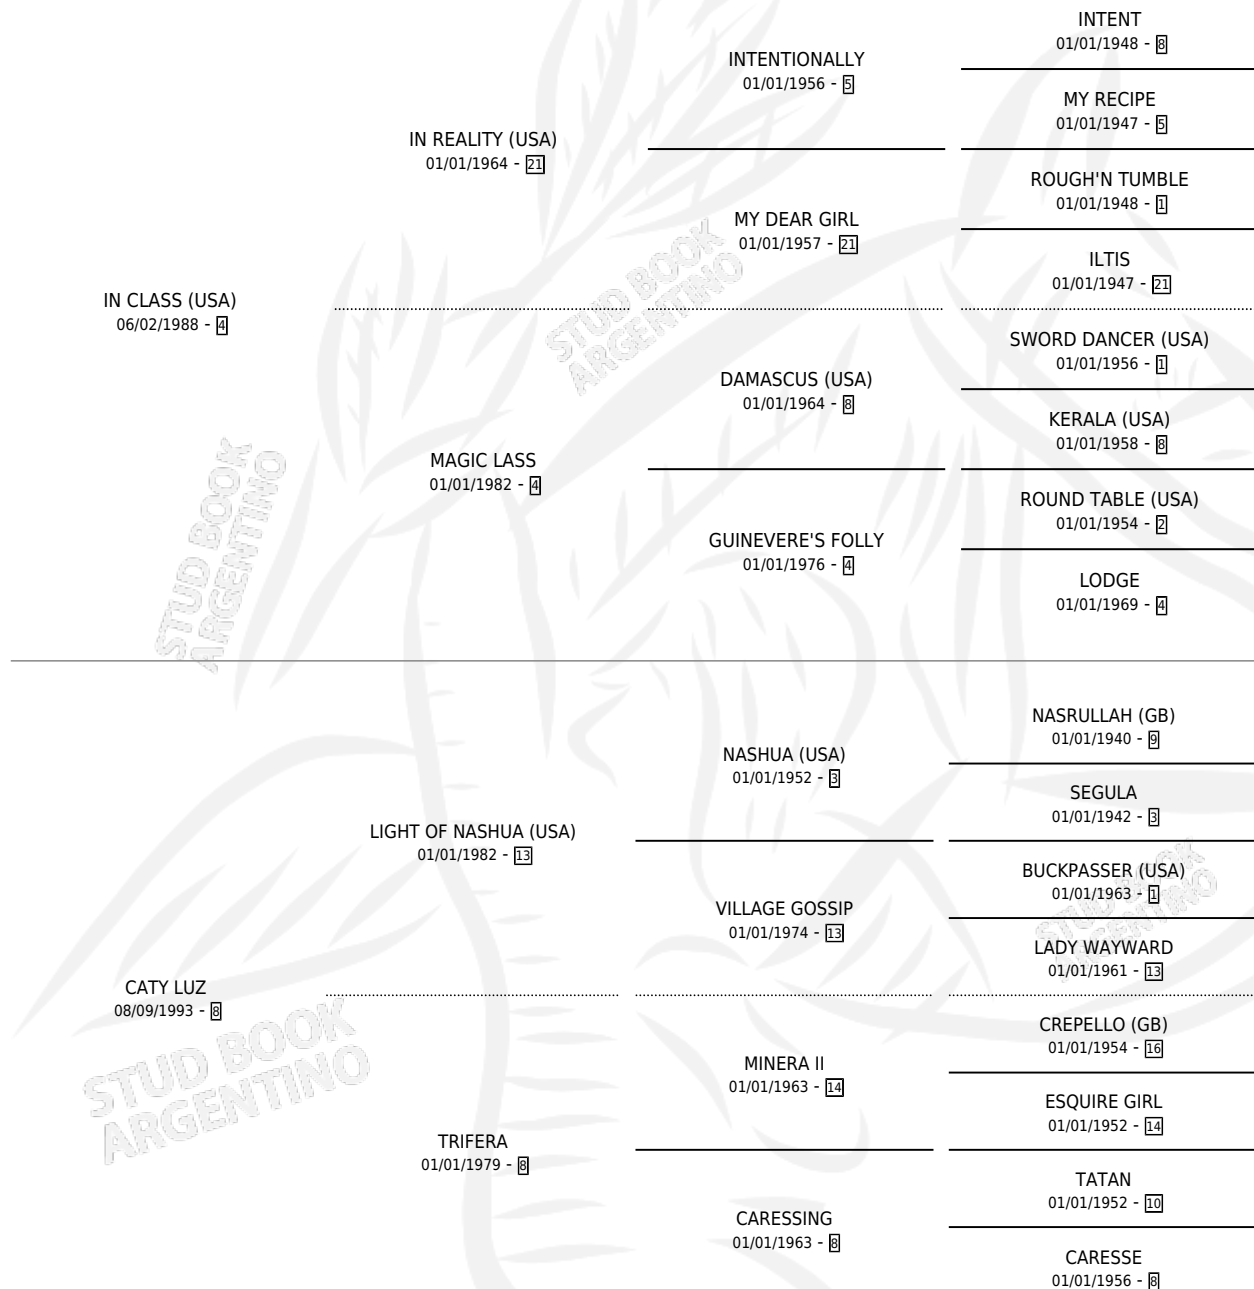 INTENT
01/01/1948 - 8
INTENTIONALLY
01/01/1956 - 5
MY RECIPE
01/01/1947 - 5
IN REALITY (USA)
01/01/1964 - 21
ROUGH'N TUMBLE
01/01/1948 - 1
MY DEAR GIRL
01/01/1957 - 21
ILTIS
01/01/1947 - 21
IN CLASS (USA)
06/02/1988 - 4
SWORD DANCER (USA)
01/01/1956 - 1
DAMASCUS (USA)
01/01/1964 - 8
KERALA (USA)
01/01/1958 - 8
MAGIC LASS
01/01/1982 - 4
ROUND TABLE (USA)
01/01/1954 - 2
GUINEVERE'S FOLLY
01/01/1976 - 4
LODGE
01/01/1969 - 4
NASRULLAH (GB)
01/01/1940 - 9
NASHUA (USA)
01/01/1952 - 3
SEGULA
01/01/1942 - 3
LIGHT OF NASHUA (USA)
01/01/1982 - 13
BUCKPASSER (USA)
01/01/1963 - 1
VILLAGE GOSSIP
01/01/1974 - 13
LADY WAYWARD
01/01/1961 - 13
CATY LUZ
08/09/1993 - 8
CREPELLO (GB)
01/01/1954 - 16
MINERA II
01/01/1963 - 14
ESQUIRE GIRL
01/01/1952 - 14
TRIFERA
01/01/1979 - 8
TATAN
01/01/1952 - 10
CARESSING
01/01/1963 - 8
CARESSE
01/01/1956 - 8
STUD BOOK
ARGENTINO
STUD BOOK
ARGENTINO
STUD BOOK
ARGENTINO
STUD BOOK
ARGENTINO